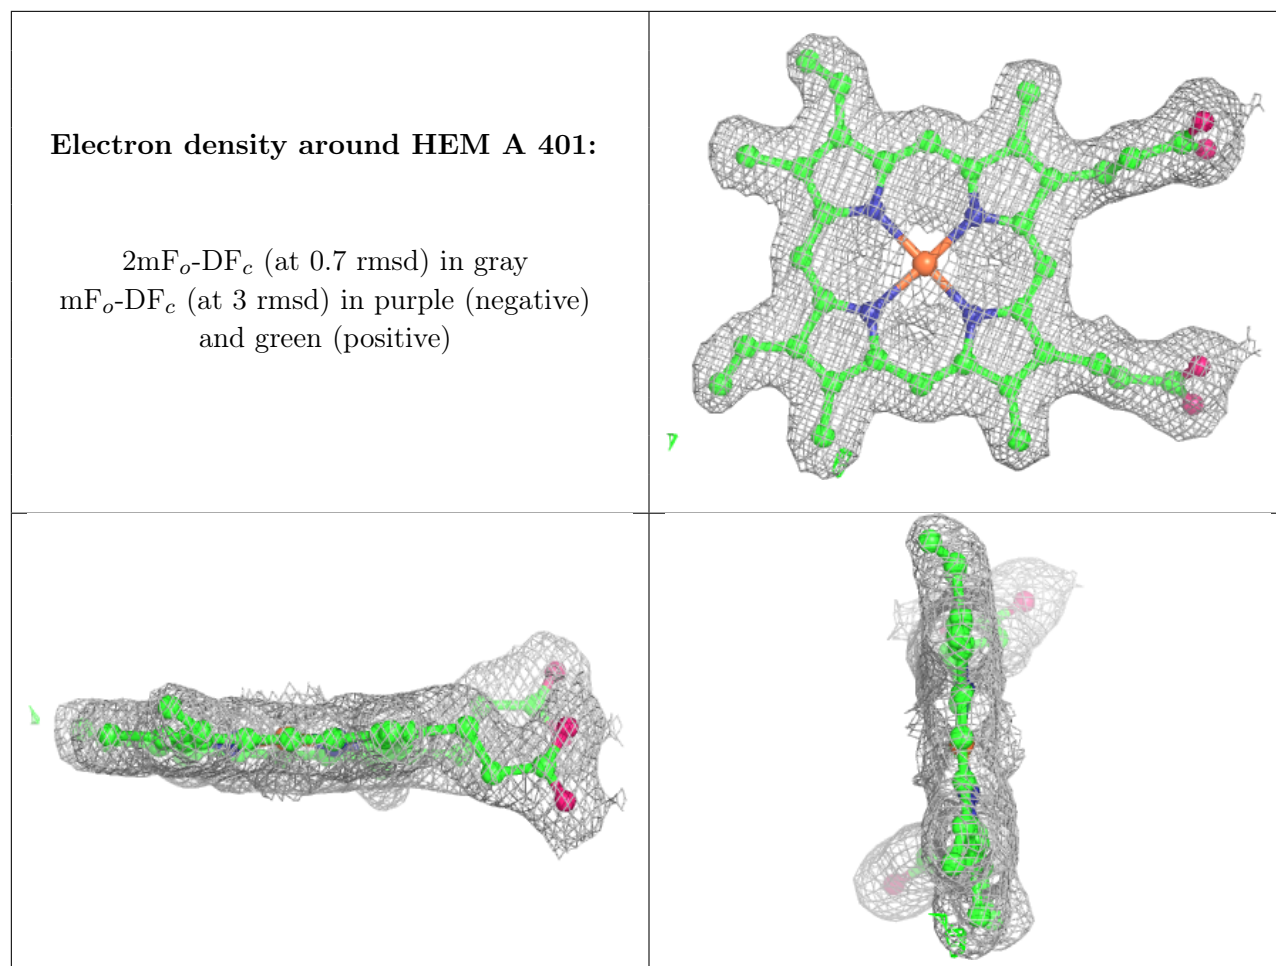 Electron density around HEM A 401:
2mFo-DFc (at 0.7 rmsd) in gray
mFo-DFc (at 3 rmsd) in purple (negative)
and green (positive)